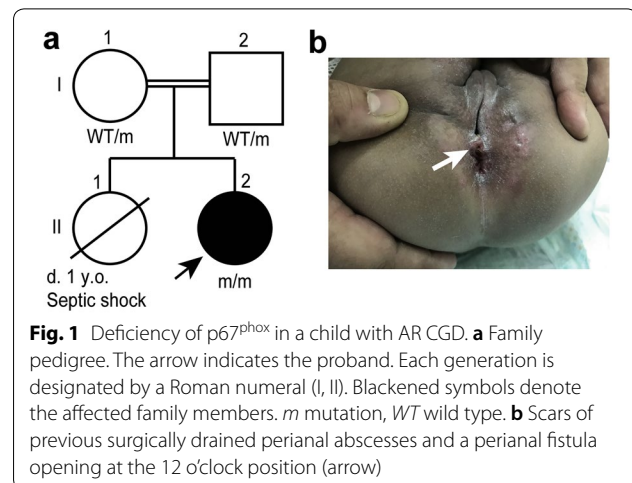 a
b
1
2
I
WT/m
WT/m
1
2
II
d. 1 y.o.
Septic shock
m/m
Fig. 1 Deficiency of p67phox in a child with AR CGD. a Family
pedigree. The arrow indicates the proband. Each generation is
designated by a Roman numeral (I, II). Blackened symbols denote
the affected family members. m mutation, WT wild type. b Scars of
previous surgically drained perianal abscesses and a perianal fistula
opening at the 12 o'clock position (arrow)